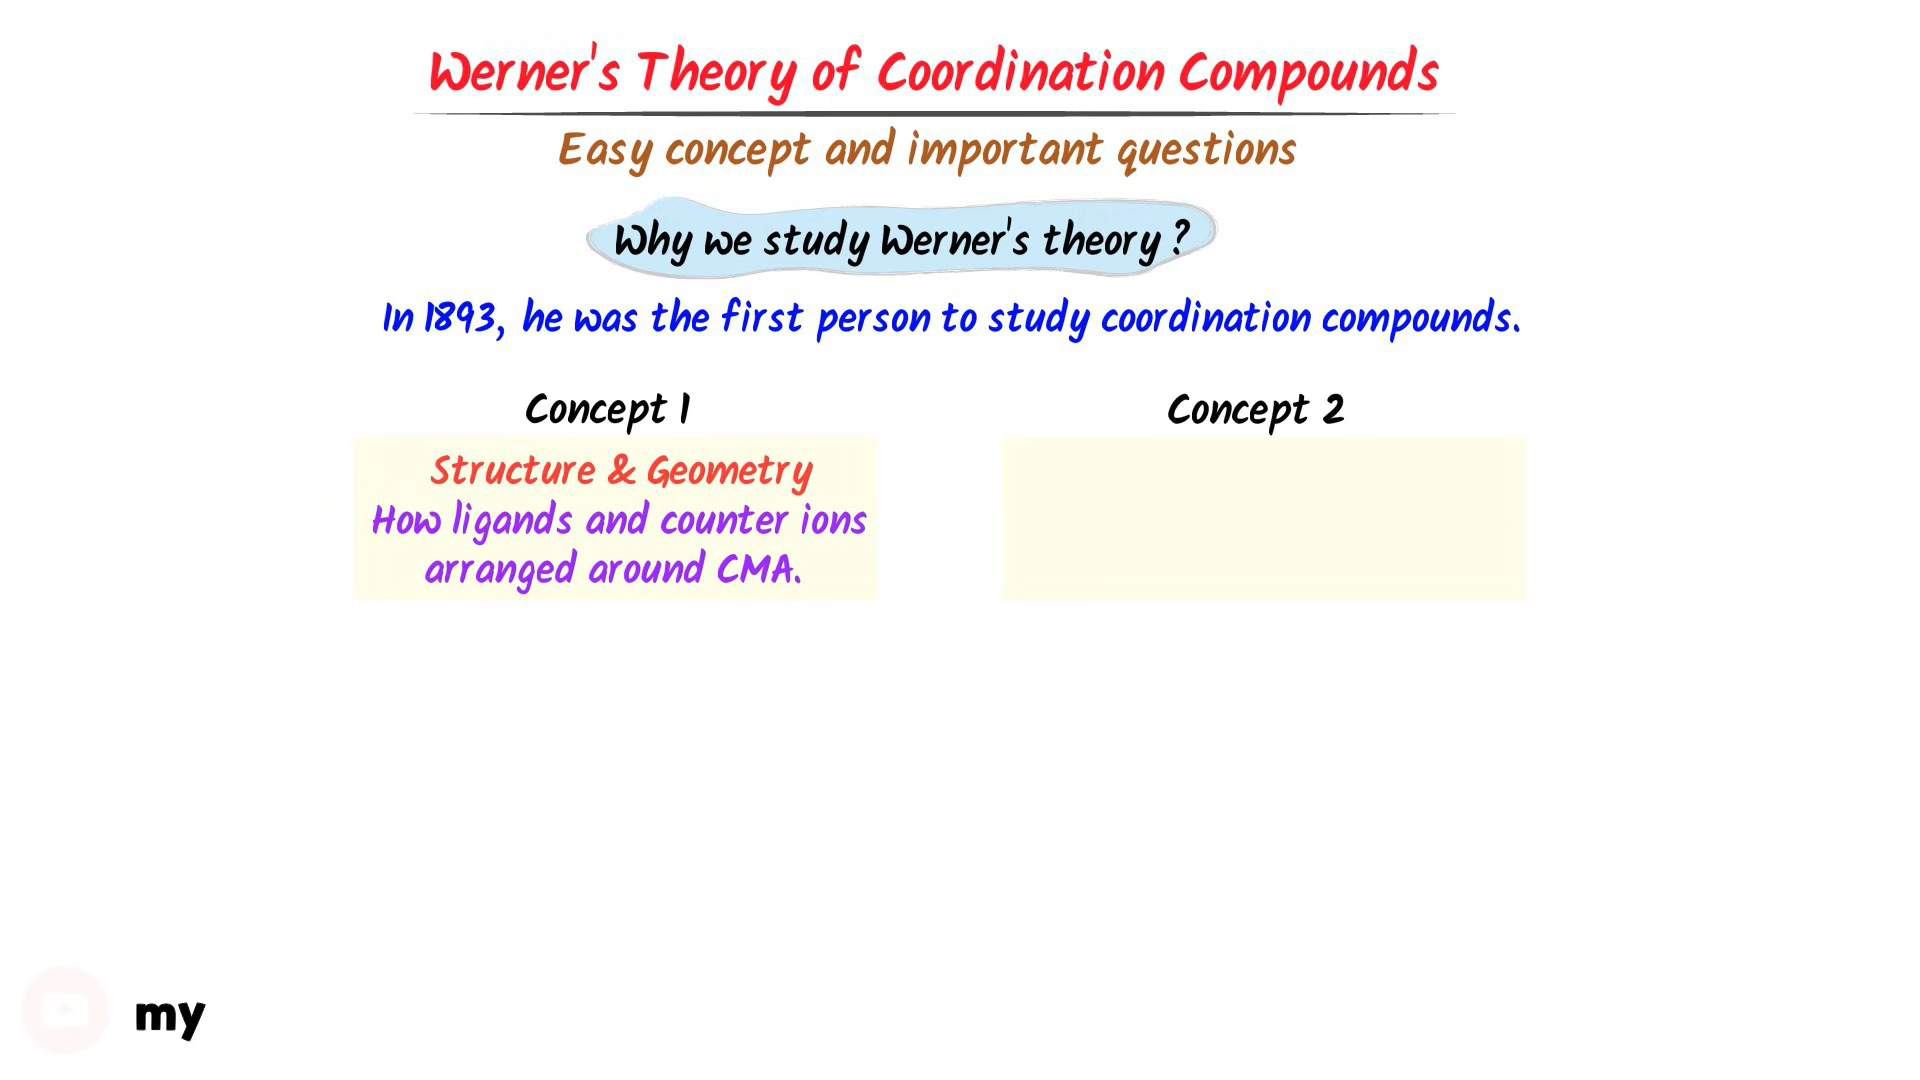 Werner's Theory of Coordination Compounds
Easy concept and important questions
Why we study Werner's theory ?
In 1893, he was the first person to study coordination compounds.
Concept 1
Structure & Geometry
How ligands and counter ions
arranged around CMA.
Concept 2
my